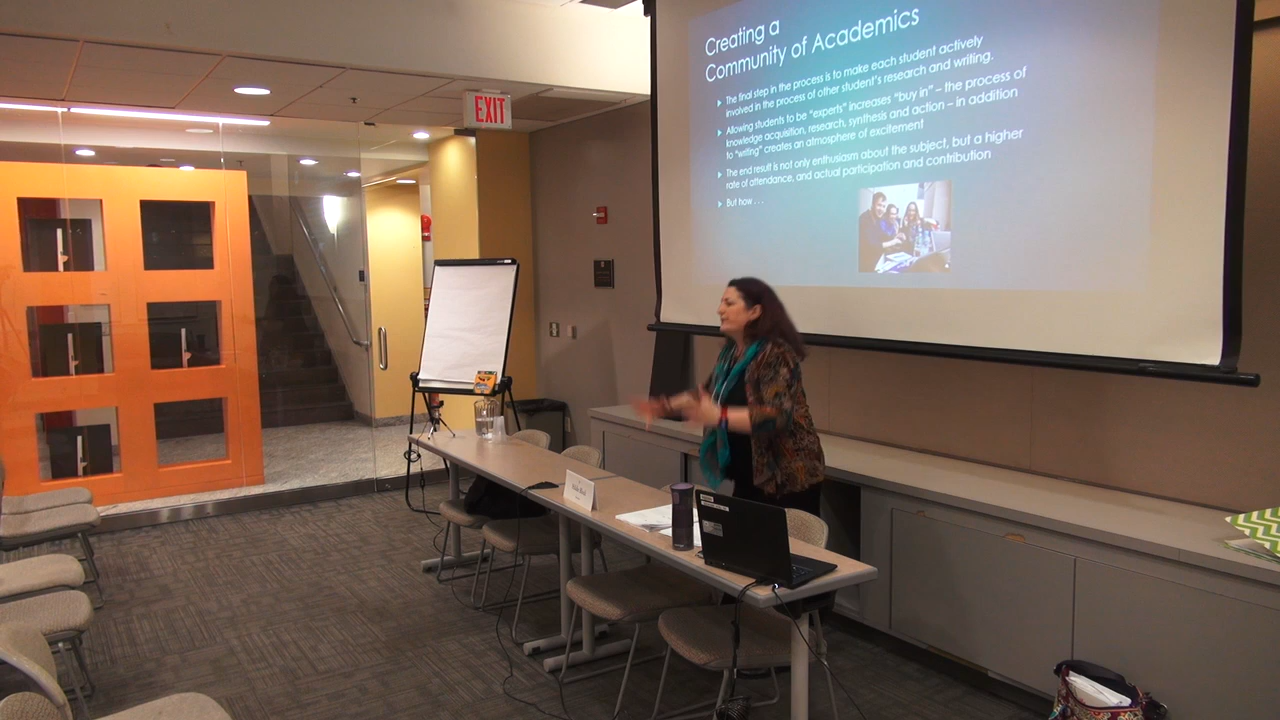 EXIT
Creating a
Community of Academics
The final step in the process is to make each student actively
involved in the process of other student's research and writing.
Allowing students to be "experts" increases "buy in" – the process of
knowledge acquisition, research, synthesis and action – in addition
to "writing" creates an atmosphere of excitement
The end result is not only enthusiasm about the subject, but a higher
rate of attendance, and actual participation and contribution
But how . . .